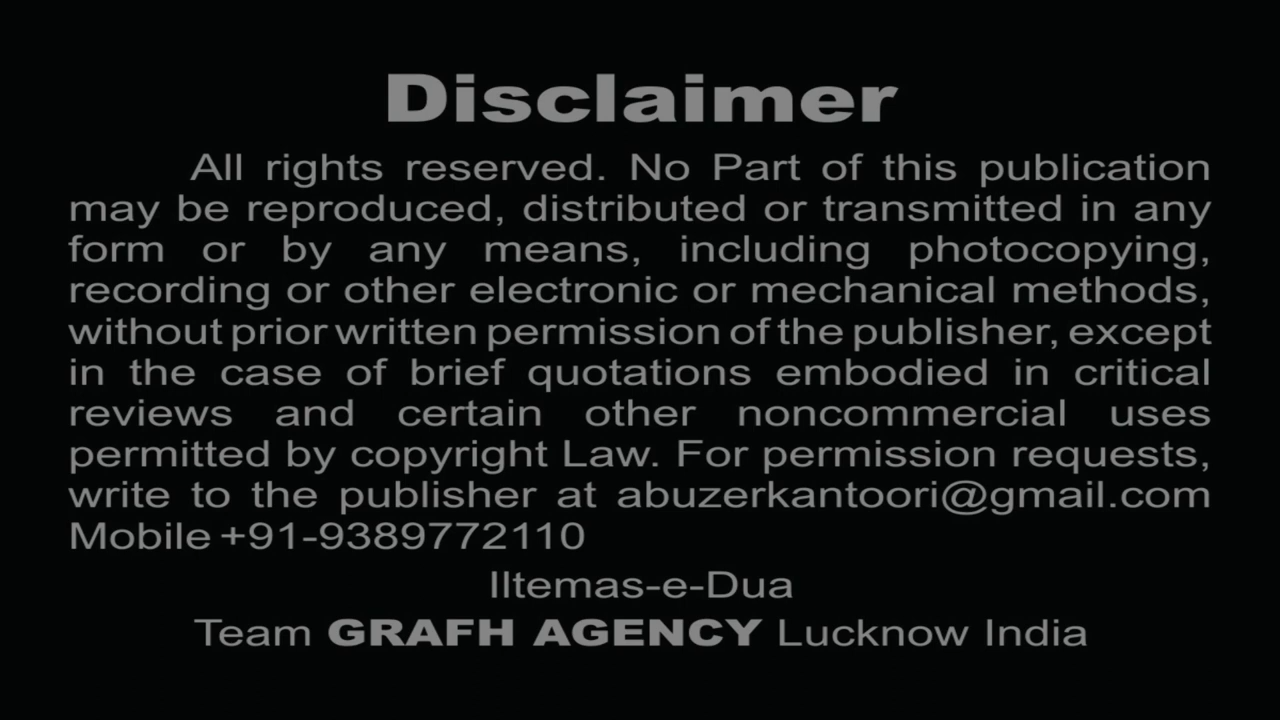 Disclaimer
All rights reserved. No Part of this publication
may be reproduced, distributed or transmitted in any
form or by any means, including photocopying,
recording or other electronic or mechanical methods,
without prior written permission of the publisher, except
in the case of brief quotations embodied in critical
reviews and certain other noncommercial uses
permitted by copyright Law. For permission requests,
write to the publisher at abuzerkantoori@gmail.com
Mobile +91-9389772110
IItemas-e-Dua
Team GRAFH AGENCY Lucknow India